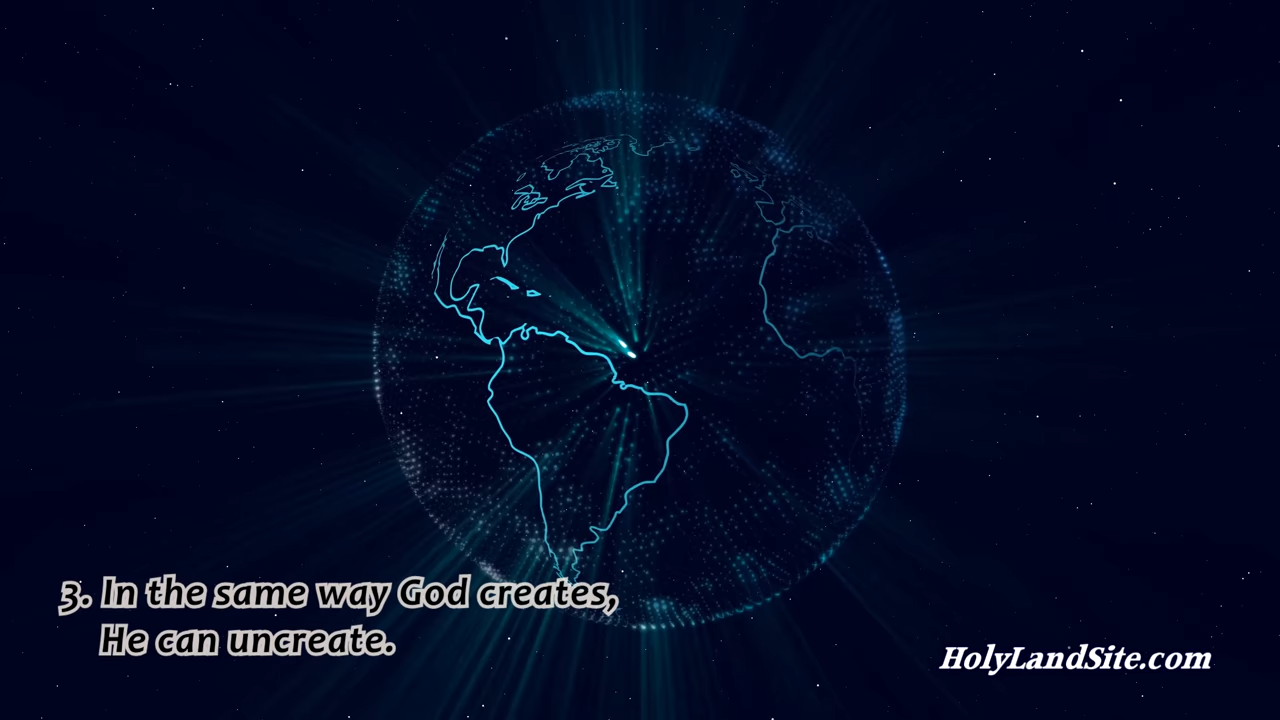 3. In the same way God creates,
He can uncreate.
HolyLandSite.com